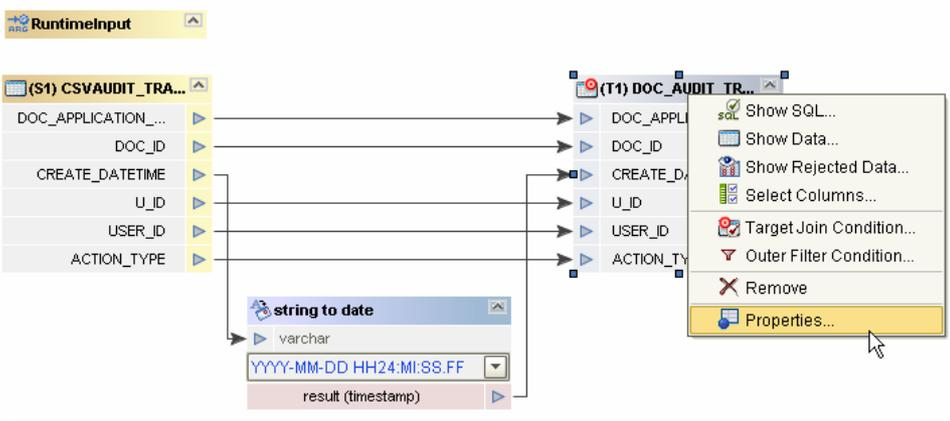 RuntimeInput
(S1) CSVAUDIT_TRA...
DOC_APPLICATION_...
DOC_ID
CREATE_DATETIME
U_ID
USER_ID
ACTION_TYPE
string to date
varchar
YYYY-MM-DD HH24:MI:SS.FF
result (timestamp)
(T1) DOC_AUDIT_TR...
DOC_APPLI
DOC_ID
CREATE_DA
U_ID
USER_ID
ACTION_TY
Show SQL...
Show Data...
Show Rejected Data...
Select Columns...
Target Join Condition...
Outer Filter Condition...
Remove
Properties...